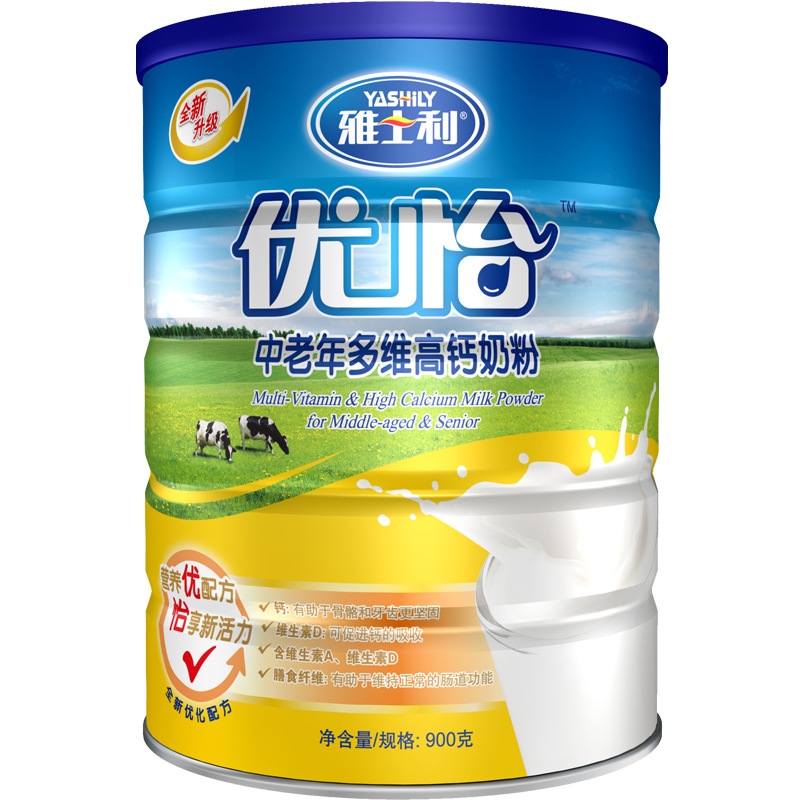 全新
升级
YASHILY
雅士利®
优怡™
中老年多维高钙奶粉
Multi-Vitamin & High Calcium Milk Powder
for Middle-aged & Senior
营养优配方
怡享新活力
全新优化配方
钙: 有助于骨骼和牙齿更坚固
维生素D: 可促进钙的吸收
含维生素A、维生素D
膳食纤维: 有助于维持正常的肠道功能
净含量/规格: 900克